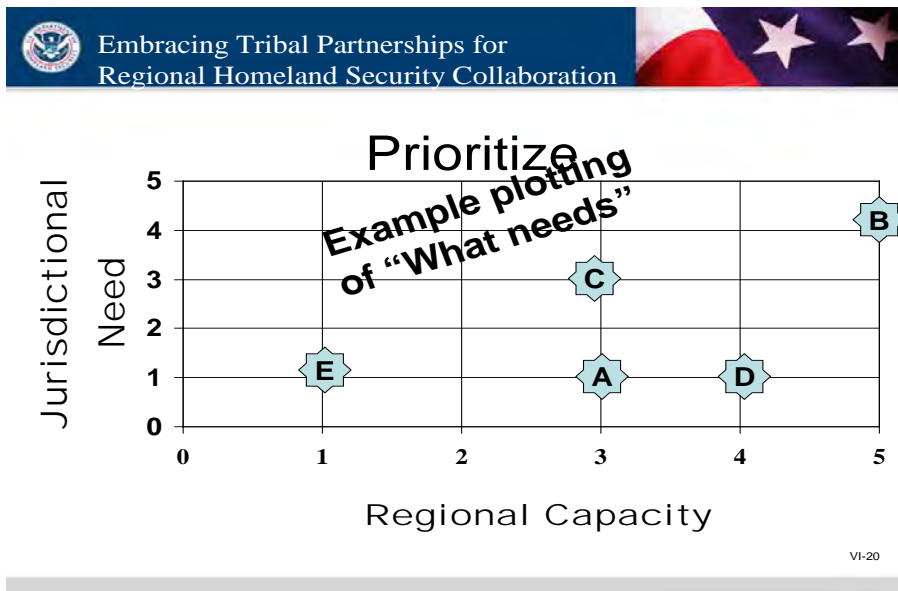 Embracing Tribal Partnerships for
Regional Homeland Security Collaboration
Prioritize
Example plotting
of “What needs”
Jurisdictional
Need
5
4
3
2
1
0
B
C
E
A
D
0 1 2 3 4 5
Regional Capacity
VI-20